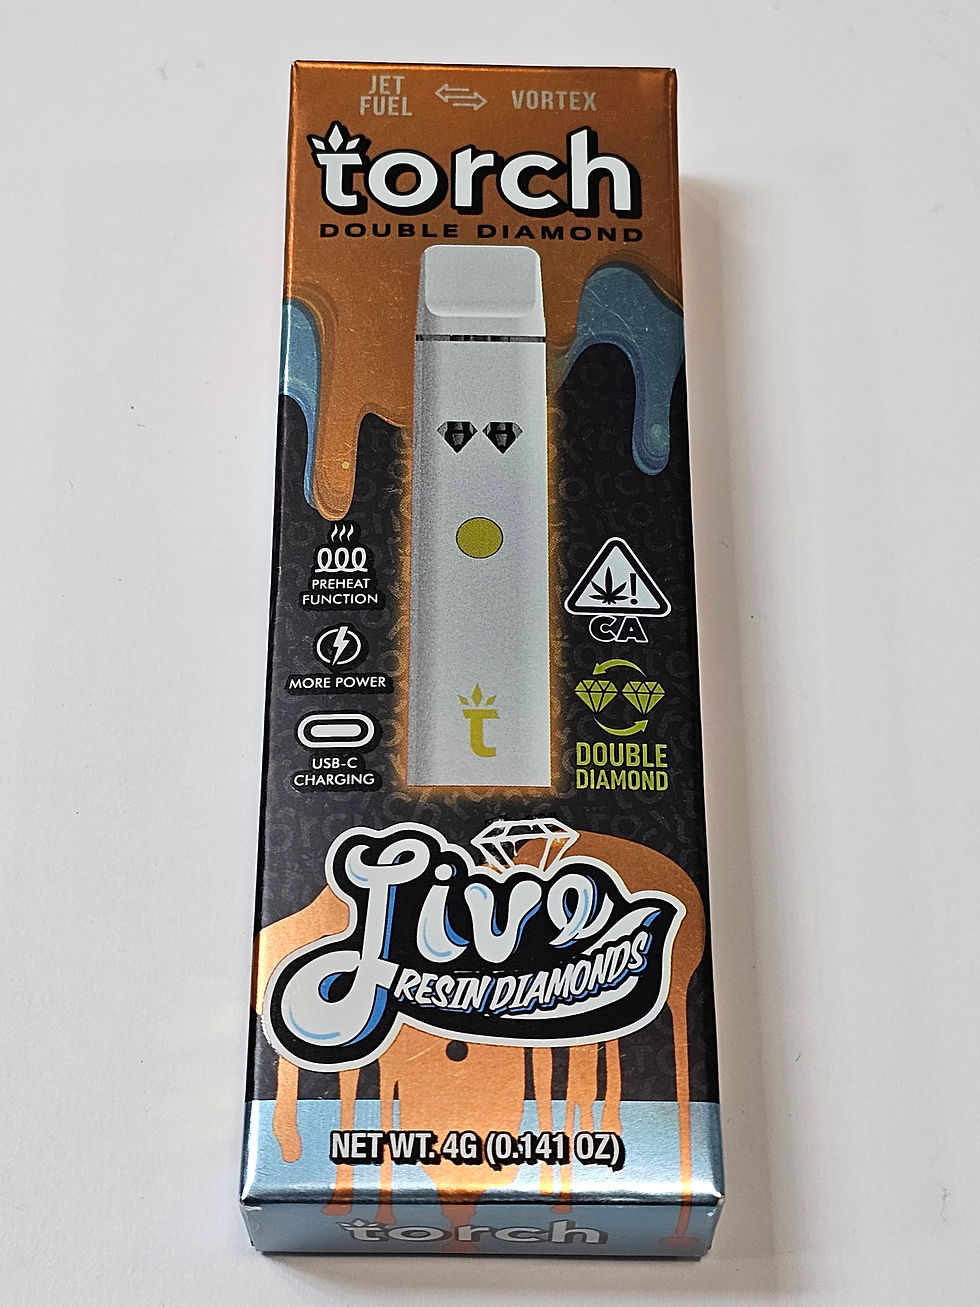 JET
FUEL
VORTEX
torch
DOUBLE DIAMOND
PREHEAT
FUNCTION
MORE POWER
USB-C
CHARGING
t
!
CA
DOUBLE
DIAMOND
Live
RESIN DIAMONDS
NET WT. 4G (0.141 OZ)
torch